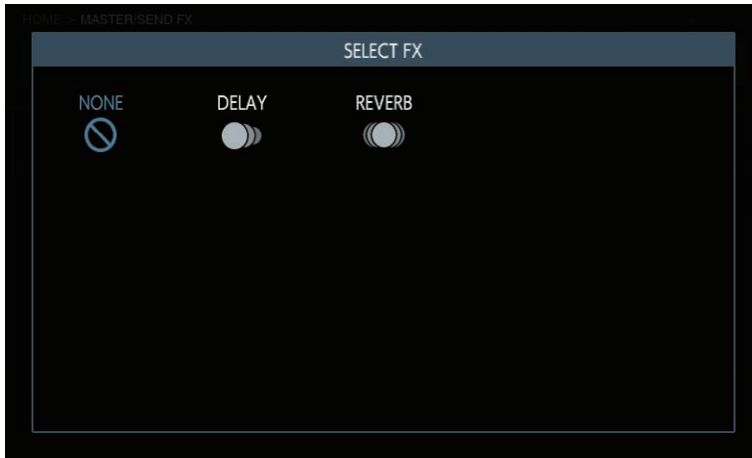 HOME > MASTER/SEND FX
SELECT FX
NONE DELAY REVERB